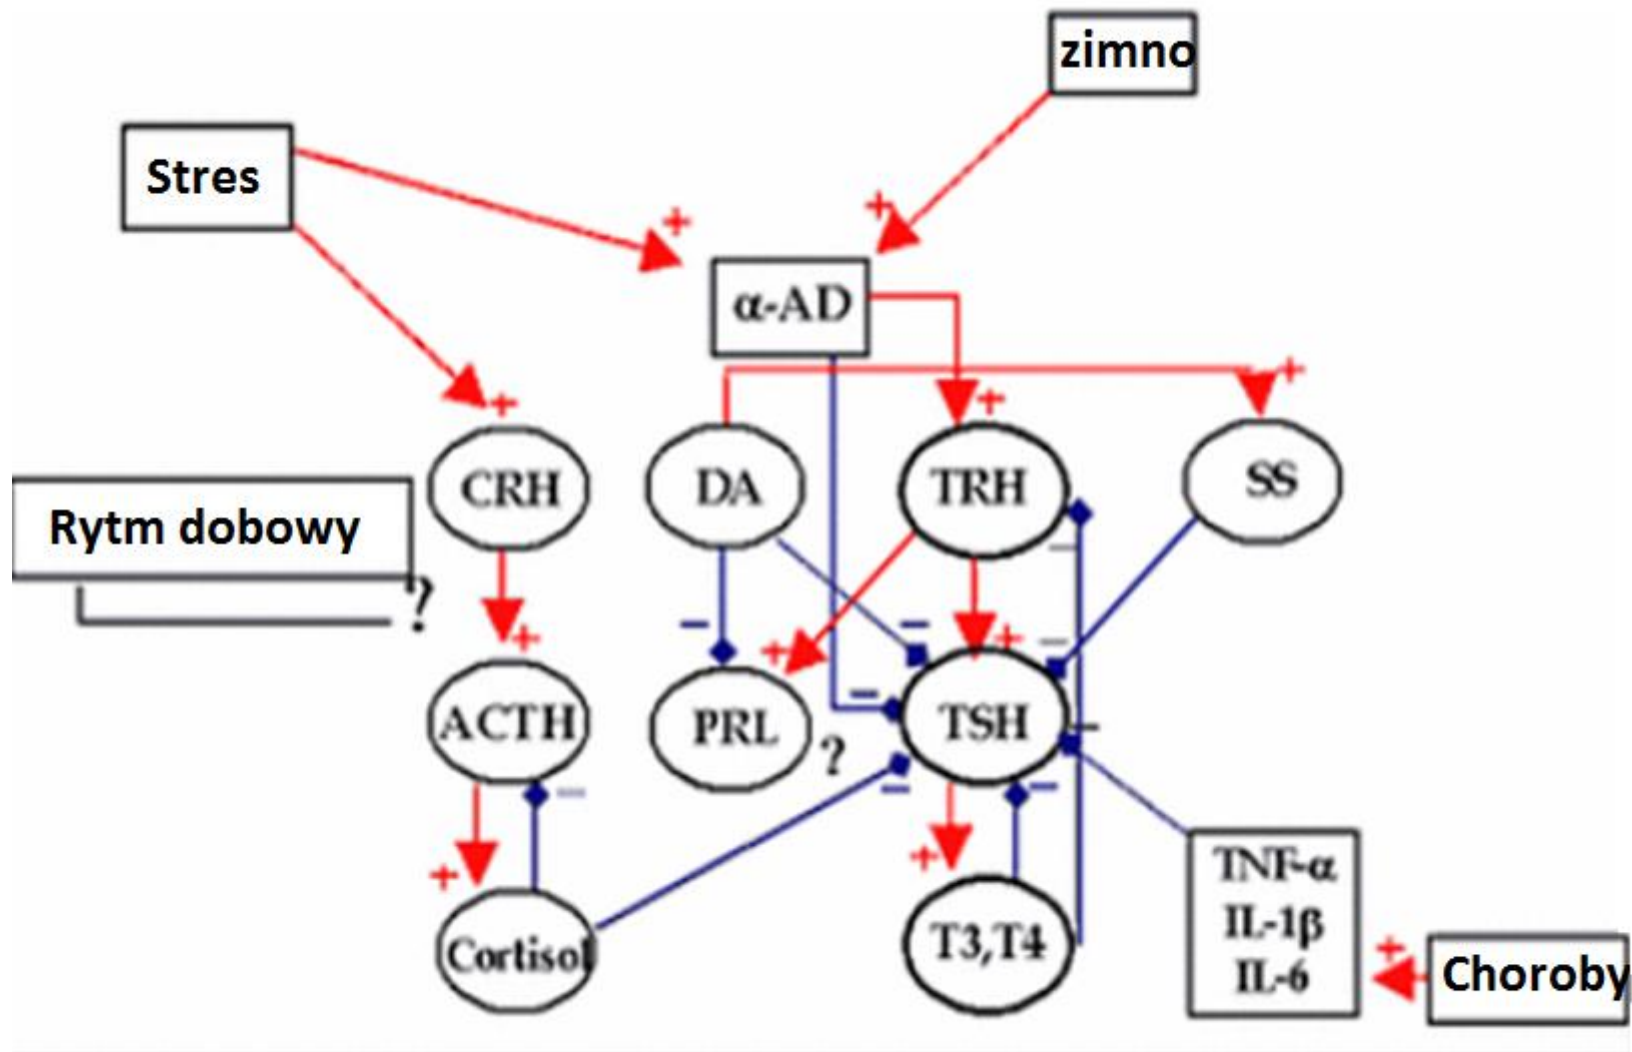 zimno
Stres
+
+
α-AD
+
+
+
CRH
DA
TRH
SS
Rytm dobowy
?
−
+
−
−
+
+
+
−
−
ACTH
PRL
TSH
−
?
−
−
−
−
+
+
TNF-α
IL-1β
IL-6
Cortisol
T3,T4
+
Choroby